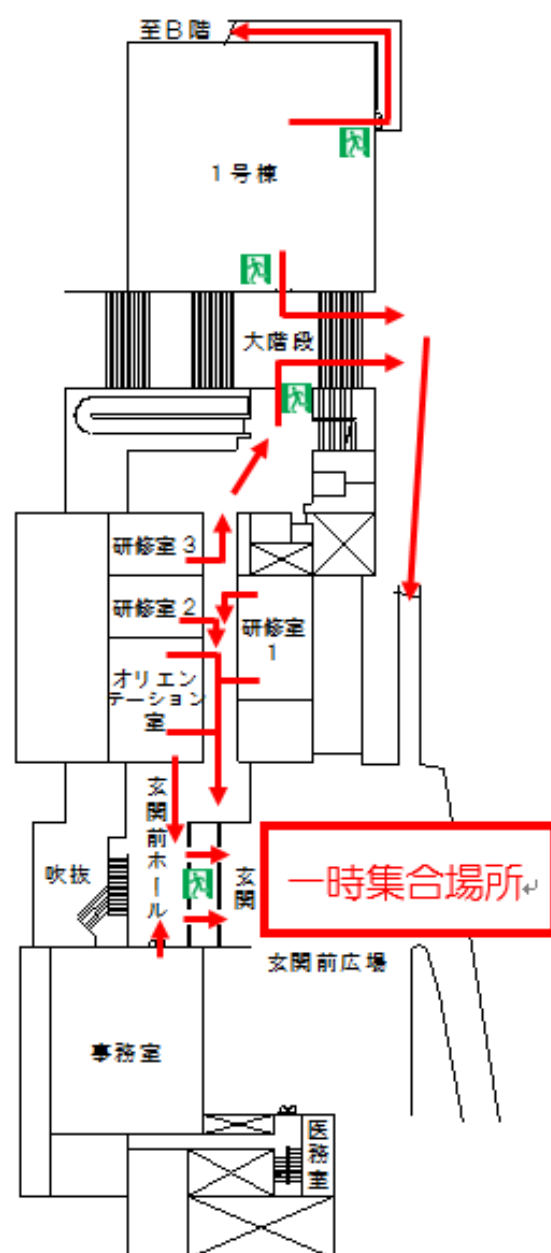 至B階
1号棟
大階段
研修室3
研修室2
研修室
1
オリエン
テーション
室
玄関前ホール
吹抜
玄関
一時集合場所
玄関前広場
事務室
医務室